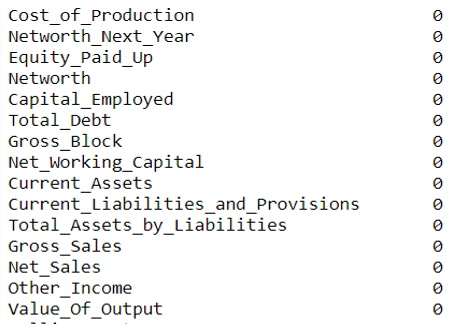 Cost_of_Production 0
Networth_Next_Year 0
Equity_Paid_Up 0
Networth 0
Capital_Employed 0
Total_Debt 0
Gross_Block 0
Net_Working_Capital 0
Current_Assets 0
Current_Liabilities_and_Provisions 0
Total_Assets_by_Liabilities 0
Gross_Sales 0
Net_Sales 0
Other_Income 0
Value_Of_Output 0